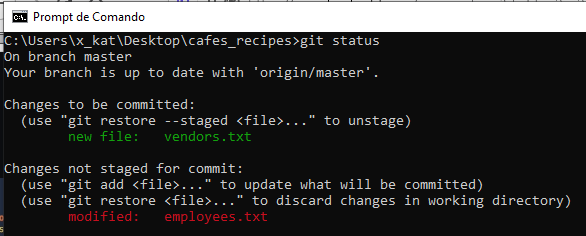 Prompt de Comando
C:\Users\x_kat\Desktop\cafes_recipes>git status
On branch master
Your branch is up to date with 'origin/master'.
Changes to be committed:
(use "git restore --staged <file>..." to unstage)
new file: vendors.txt
Changes not staged for commit:
(use "git add <file>..." to update what will be committed)
(use "git restore <file>..." to discard changes in working directory)
modified: employees.txt